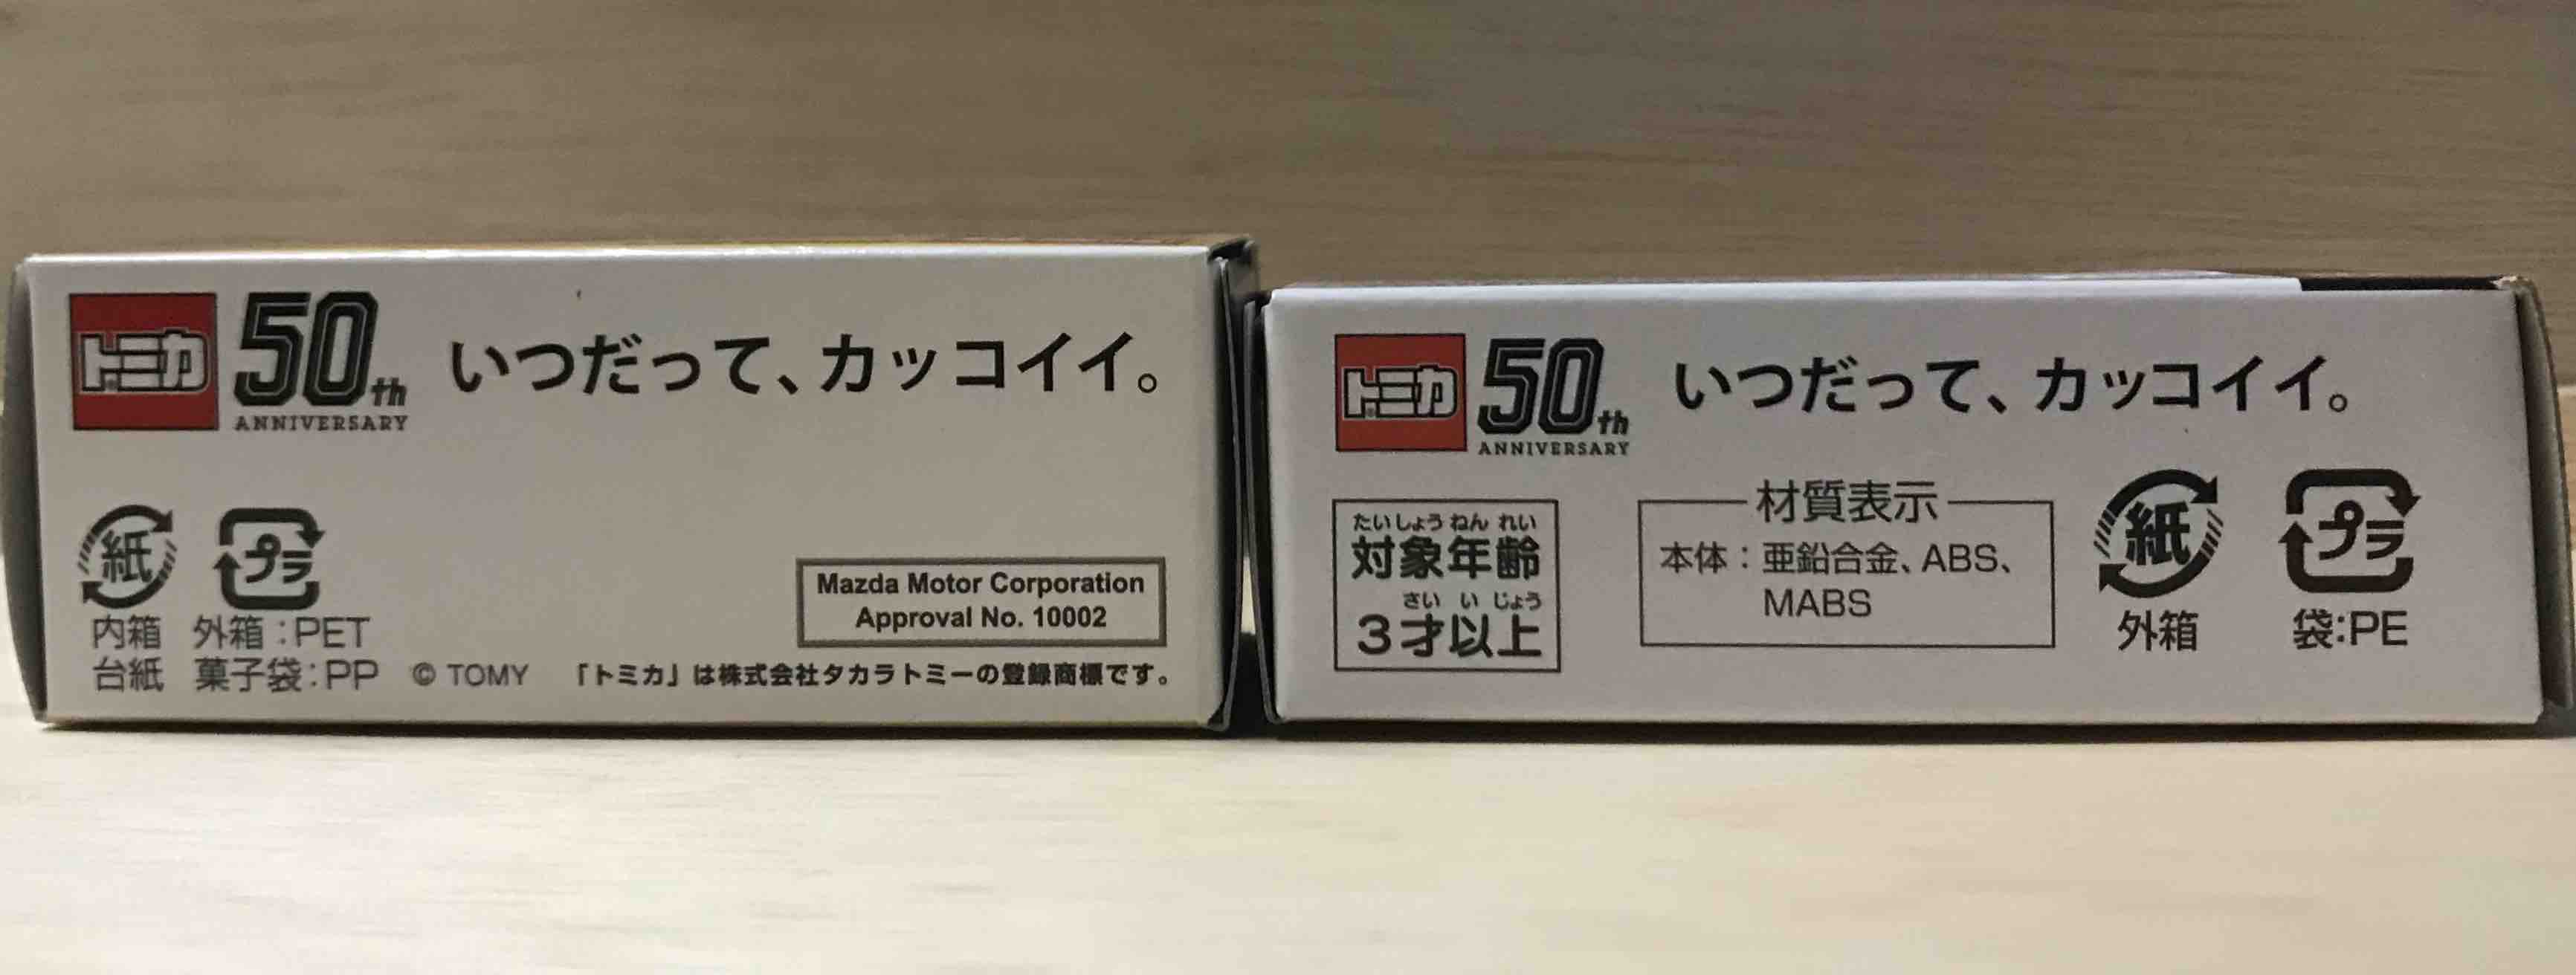 トミカ 50th ANNIVERSARY いつだって、カッコイイ。
紙 プラ
内箱 外箱:PET
台紙 菓子袋:PP © TOMY 「トミカ」は株式会社タカラトミーの登録商標です。
Mazda Motor Corporation
Approval No. 10002
トミカ 50th ANNIVERSARY いつだって、カッコイイ。
たいしょうねんれい
対象年齢
さいいじょう
3才以上
材質表示
本体:亜鉛合金、ABS、
MABS
紙 プラ
外箱 袋:PE